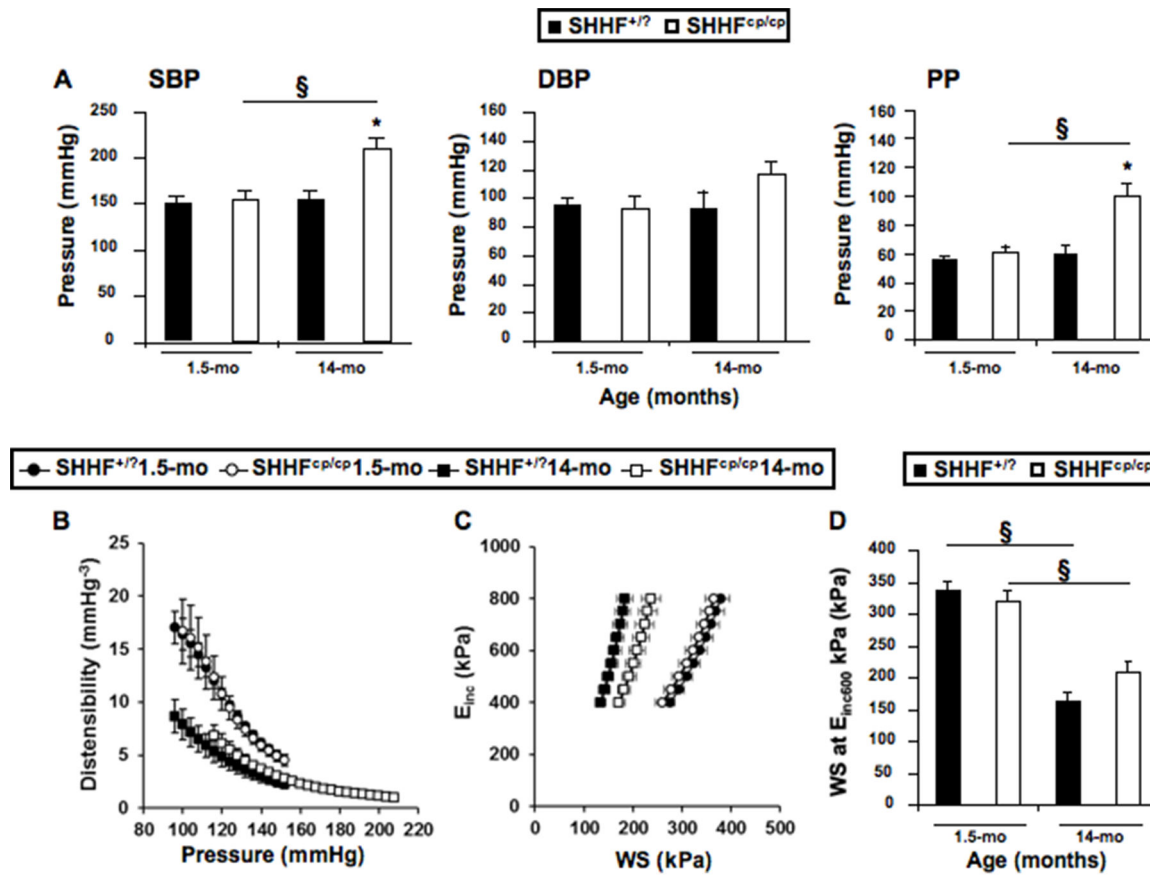 SHHF+/? SHHFcp/cp
A SBP DBP PP
§
*
§
*
Pressure (mmHg)
250
200
150
100
50
0
1.5-mo 14-mo
Pressure (mmHg)
160
140
120
100
80
60
40
20
0
1.5-mo 14-mo
Pressure (mmHg)
160
140
120
100
80
60
40
20
0
1.5-mo 14-mo
Age (months)
SHHF+/?1.5-mo SHHFcp/cp1.5-mo SHHF+/?14-mo SHHFcp/cp14-mo
SHHF+/? SHHFcp/cp
B
Distensibility (mmHg-3)
25
20
15
10
5
0
80 100 120 140 160 180 200 220
Pressure (mmHg)
C
Einc (kPa)
1000
800
600
400
200
0
0 100 200 300 400 500
WS (kPa)
D
§
§
WS at Einc600 kPa (kPa)
400
350
300
250
200
150
100
50
0
1.5-mo 14-mo
Age (months)